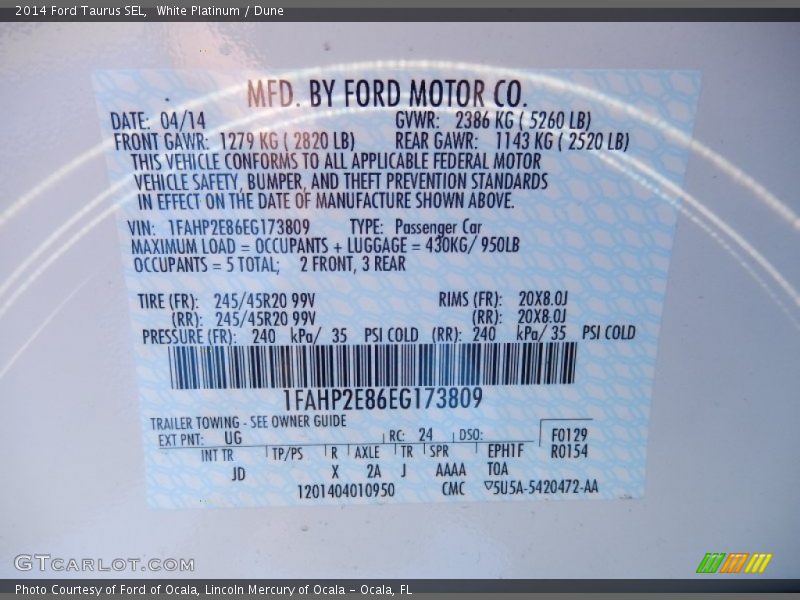 2014 Ford Taurus SEL, White Platinum / Dune
MFD. BY FORD MOTOR CO.
DATE: 04/14 GVWR: 2386 KG ( 5260 LB)
FRONT GAWR: 1279 KG ( 2820 LB) REAR GAWR: 1143 KG ( 2520 LB)
THIS VEHICLE CONFORMS TO ALL APPLICABLE FEDERAL MOTOR
VEHICLE SAFETY, BUMPER, AND THEFT PREVENTION STANDARDS
IN EFFECT ON THE DATE OF MANUFACTURE SHOWN ABOVE.
VIN: 1FAHP2E86EG173809 TYPE: Passenger Car
MAXIMUM LOAD = OCCUPANTS + LUGGAGE = 430KG/ 950LB
OCCUPANTS = 5 TOTAL; 2 FRONT, 3 REAR
TIRE (FR): 245/45R20 99V RIMS (FR): 20X8.0J
(RR): 245/45R20 99V (RR): 20X8.0J
PRESSURE (FR): 240 kPa/ 35 PSI COLD (RR): 240 kPa/ 35 PSI COLD
1FAHP2E86EG173809
TRAILER TOWING - SEE OWNER GUIDE
EXT PNT: UG RC: 24 DSO: F0129
INT TR TP/PS R AXLE TR SPR EPH1F R0154
JD X 2A J AAAA T0A
1201404010950 CMC ▽5U5A-5420472-AA
GTCARLOT.COM
Photo Courtesy of Ford of Ocala, Lincoln Mercury of Ocala – Ocala, FL